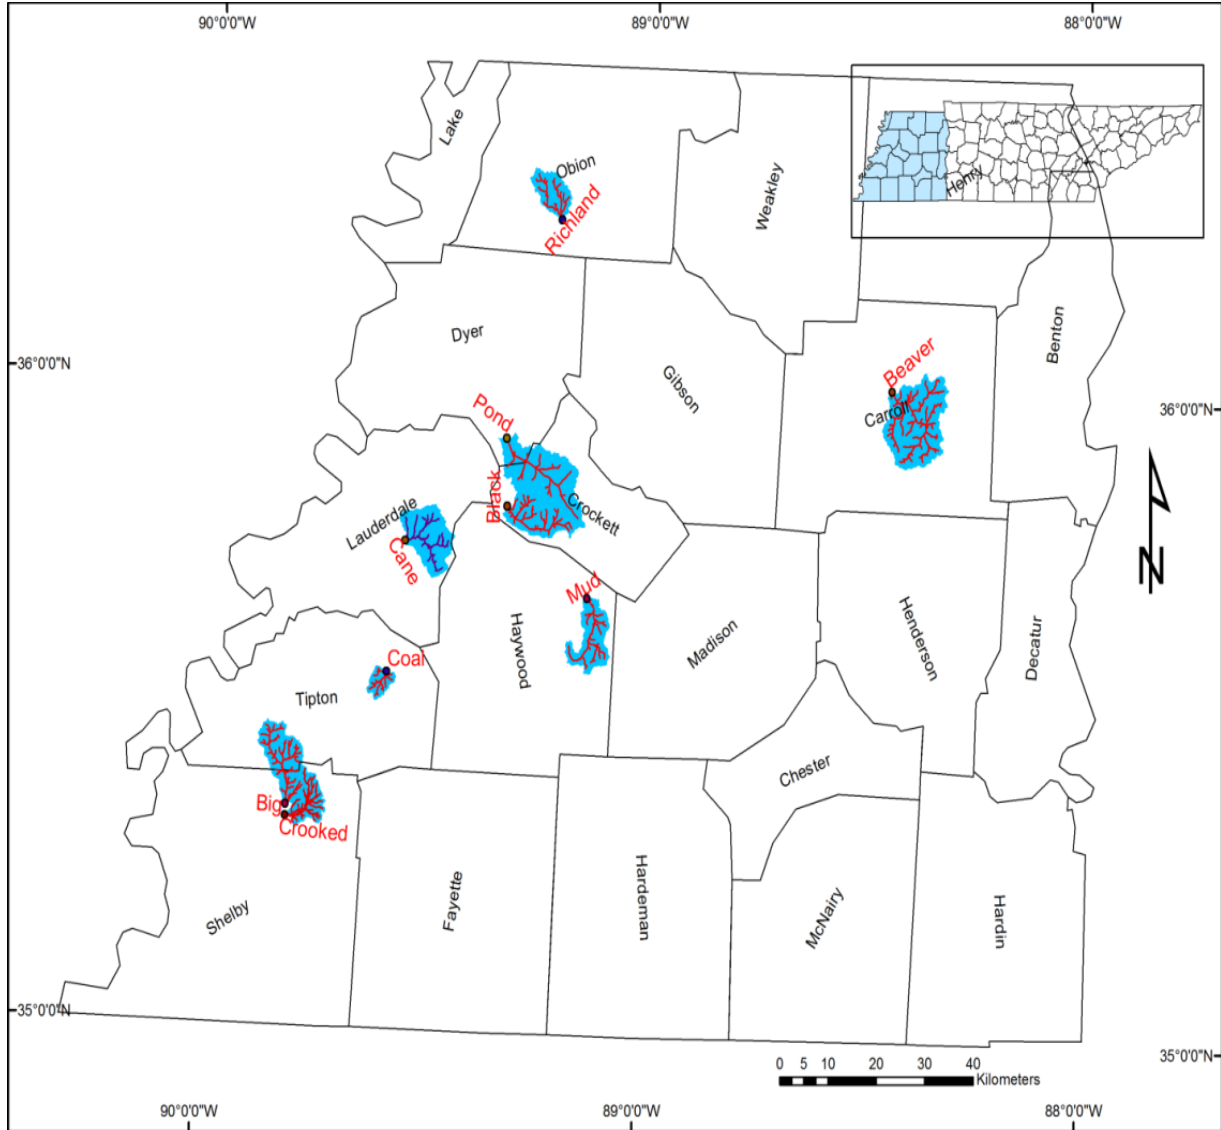 90°0'0"W
89°0'0"W
88°0'0"W
Lake
Obion
Richland
Weakley
Henry
36°0'0"N
Dyer
Gibson
Beaver
Carroll
Benton
36°0'0"N
Pond
Black
Crockett
Lauderdale
Cane
Mud
Haywood
Madison
Henderson
Decatur
N
Coal
Tipton
Chester
Big
Crooked
Shelby
Fayette
Hardeman
McNairy
Hardin
35°0'0"N
35°0'0"N
0 5 10 20 30 40
Kilometers
90°0'0"W
89°0'0"W
88°0'0"W